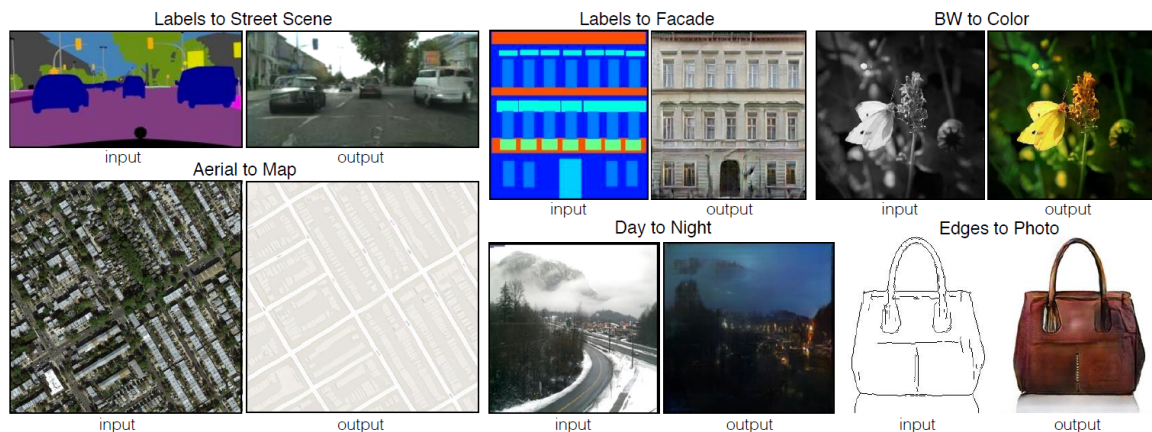 Labels to Street Scene
input
output
Aerial to Map
input
output
Labels to Facade
input
output
BW to Color
input
output
Day to Night
input
output
Edges to Photo
input
output